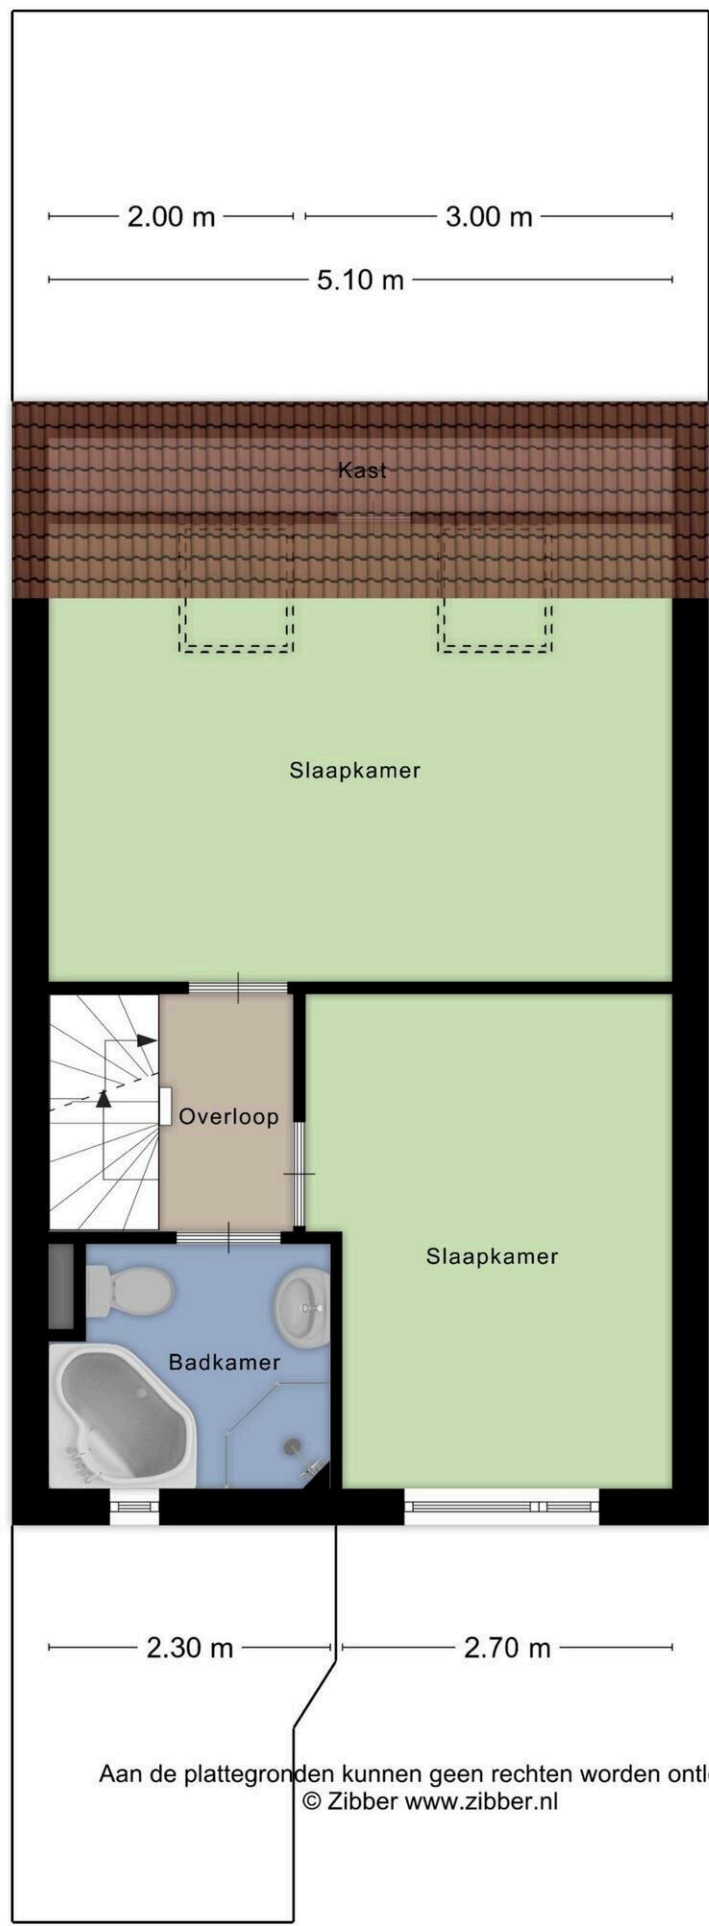 2.00 m
3.00 m
5.10 m
Kast
Slaapkamer
Overloop
Slaapkamer
Badkamer
2.30 m
2.70 m
Aan de plattegronden kunnen geen rechten worden
© Zibber www.zibber.nl